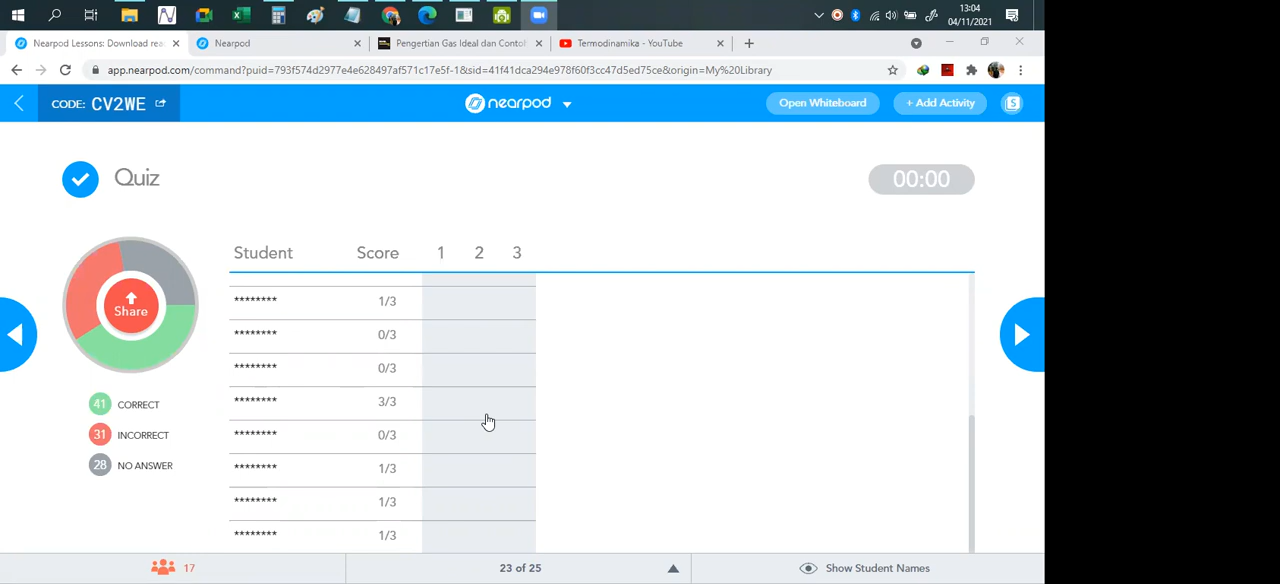 13:04
04/11/2021
Nearpod Lessons: Download rea
Nearpod
Pengertian Gas Ideal dan Contoh
Termodinamika - YouTube
app.nearpod.com/command?puid=793f574d2977e4e628497af571c17e5f-1&sid=41f41dca294e978f60f3cc47d5ed75ce&origin=My%20Library
CODE: CV2WE
nearpod
Open Whiteboard
+ Add Activity
S
Quiz
00:00
Student Score 1 2 3
******** 1/3
******** 0/3
******** 0/3
******** 3/3
******** 0/3
******** 1/3
******** 1/3
******** 1/3
Share
41 CORRECT
31 INCORRECT
28 NO ANSWER
17
23 of 25
Show Student Names